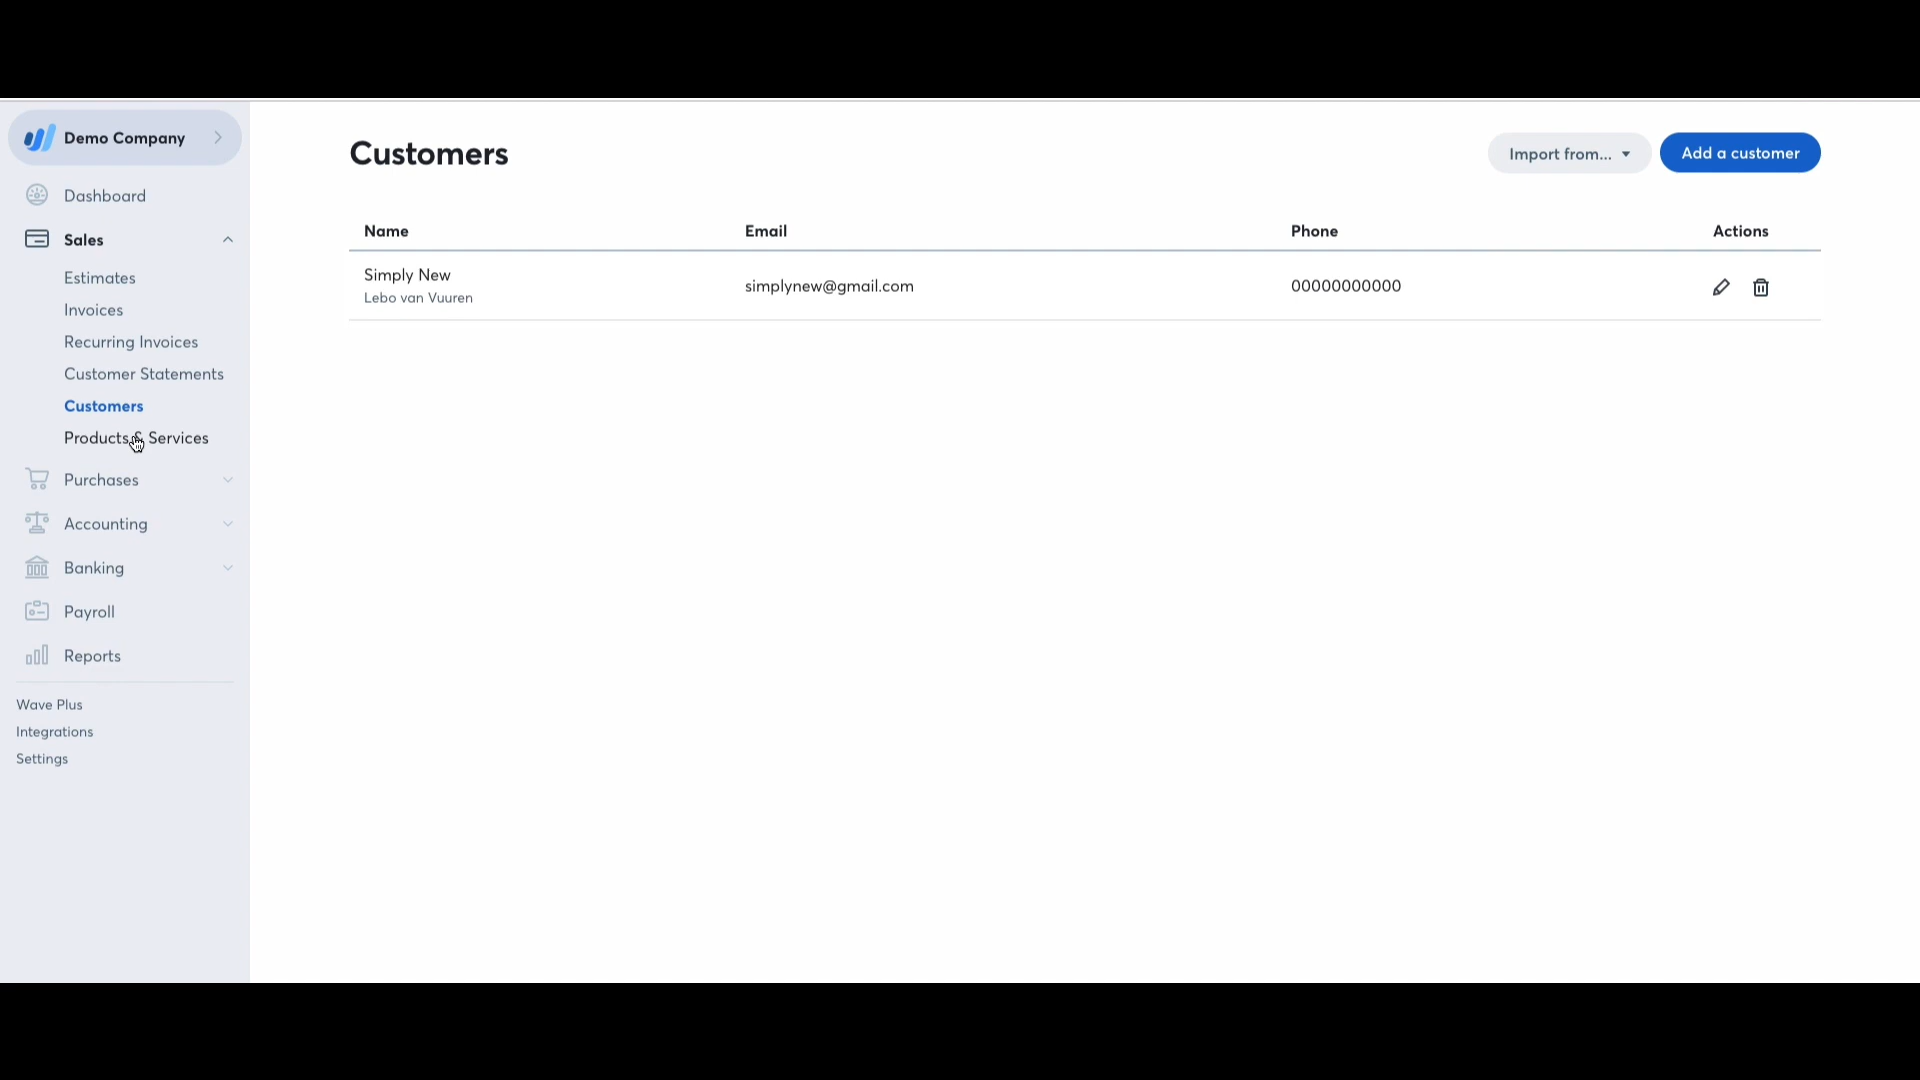 Demo Company
Dashboard
Sales
Estimates
Invoices
Recurring Invoices
Customer Statements
Customers
Products & Services
Purchases
Accounting
Banking
Payroll
Reports
Wave Plus
Integrations
Settings
Customers
Import from...
Add a customer
Name Email Phone Actions
Simply New
Lebo van Vuuren
simplynew@gmail.com
00000000000